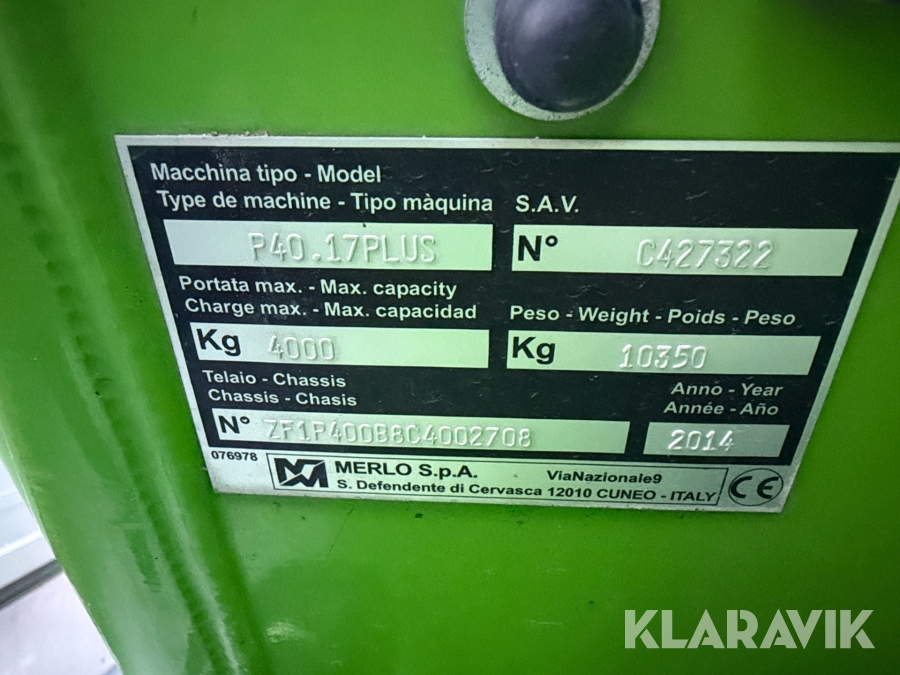 Macchina tipo - Model
Type de machine - Tipo màquina S.A.V.
P40.17PLUS N° C427322
Portata max. - Max. capacity
Charge max. - Max. capacidad Peso - Weight - Poids - Peso
Kg 4000 Kg 10350
Telaio - Chassis Anno - Year
Chassis - Chasis Année - Año
N° ZF1P400B8C4002708 2014
076978 MERLO S.p.A. ViaNazionale9
S. Defendente di Cervasca 12010 CUNEO - ITALY CE
KLARAVIK